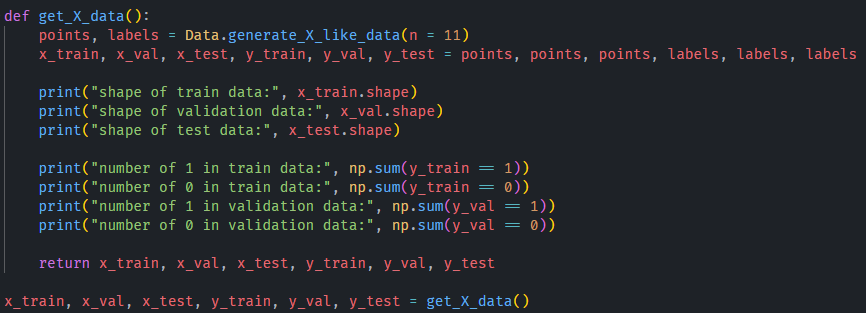 def get_X_data():
    points, labels = Data.generate_X_like_data(n = 11)
    x_train, x_val, x_test, y_train, y_val, y_test = points, points, points, labels, labels, labels

    print("shape of train data:", x_train.shape)
    print("shape of validation data:", x_val.shape)
    print("shape of test data:", x_test.shape)

    print("number of 1 in train data:", np.sum(y_train == 1))
    print("number of 0 in train data:", np.sum(y_train == 0))
    print("number of 1 in validation data:", np.sum(y_val == 1))
    print("number of 0 in validation data:", np.sum(y_val == 0))

    return x_train, x_val, x_test, y_train, y_val, y_test

x_train, x_val, x_test, y_train, y_val, y_test = get_X_data()